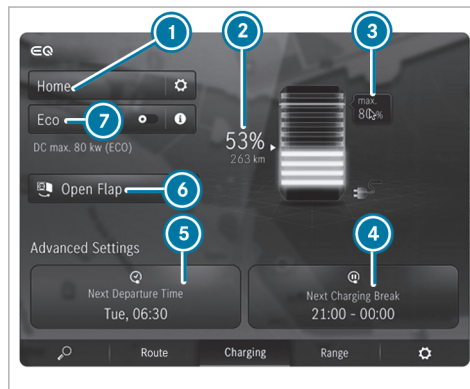 1
2
3
EQ
Home
max.
80%
Eco
7
53%
263 km
DC max. 80 kw (ECO)
Open Flap
6
Advanced Settings
5
4
Next Departure Time
Next Charging Break
Tue, 06:30
21:00 - 00:00
Route
Charging
Range